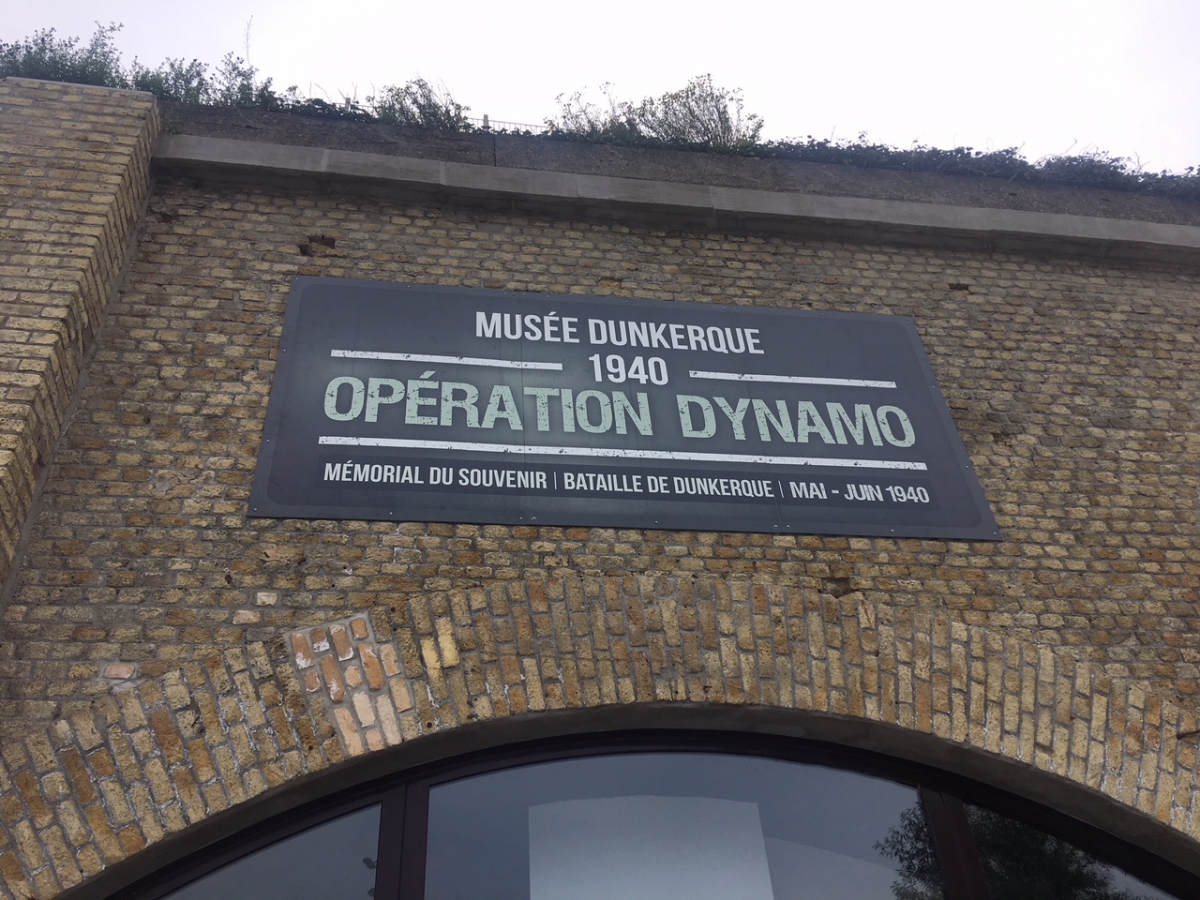 MUSÉE DUNKERQUE
1940
OPÉRATION DYNAMO
MÉMORIAL DU SOUVENIR | BATAILLE DE DUNKERQUE | MAI - JUIN 1940